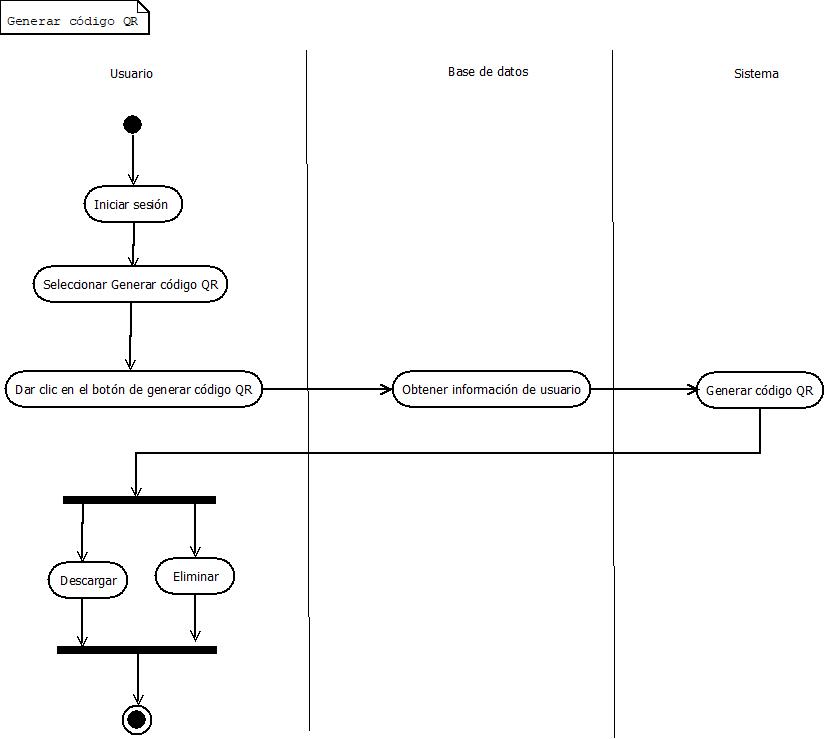 Generar código QR
Usuario
Base de datos
Sistema
Iniciar sesión
Seleccionar Generar código QR
Dar clic en el botón de generar código QR
Obtener información de usuario
Generar código QR
Descargar
Eliminar